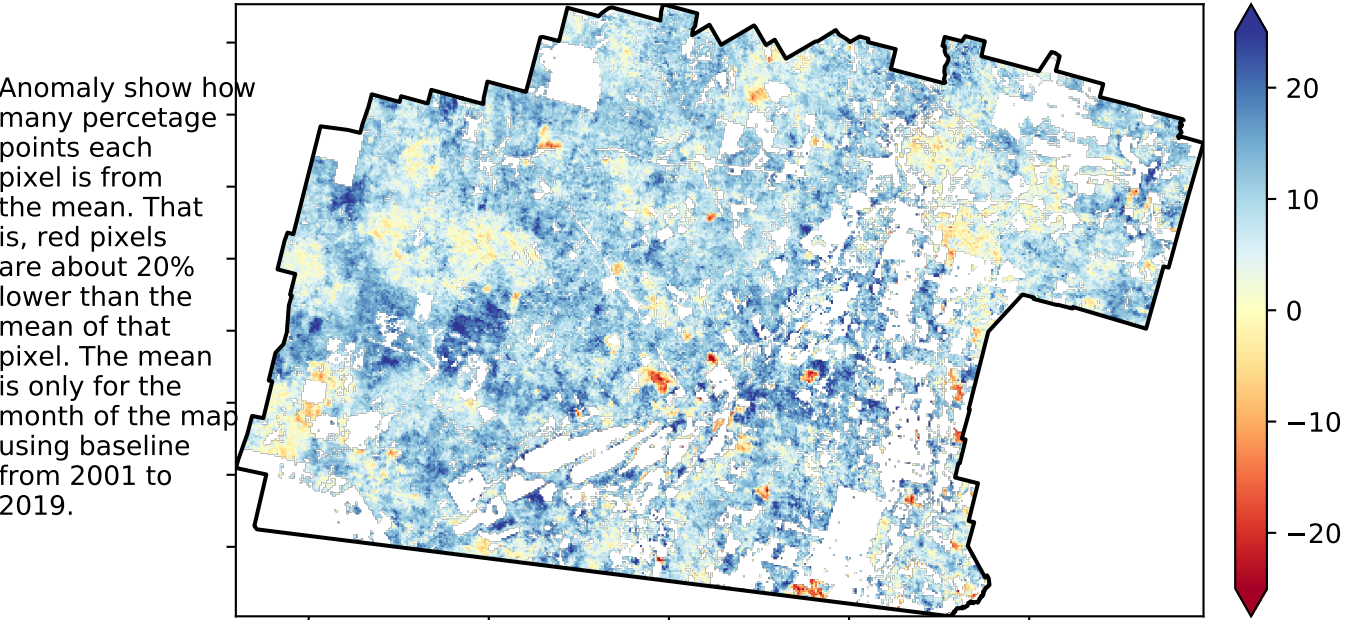 Anomaly show how
many percetage
points each
pixel is from
the mean. That
is, red pixels
are about 20%
lower than the
mean of that
pixel. The mean
is only for the
month of the map
using baseline
from 2001 to
2019.
20
10
0
−10
−20